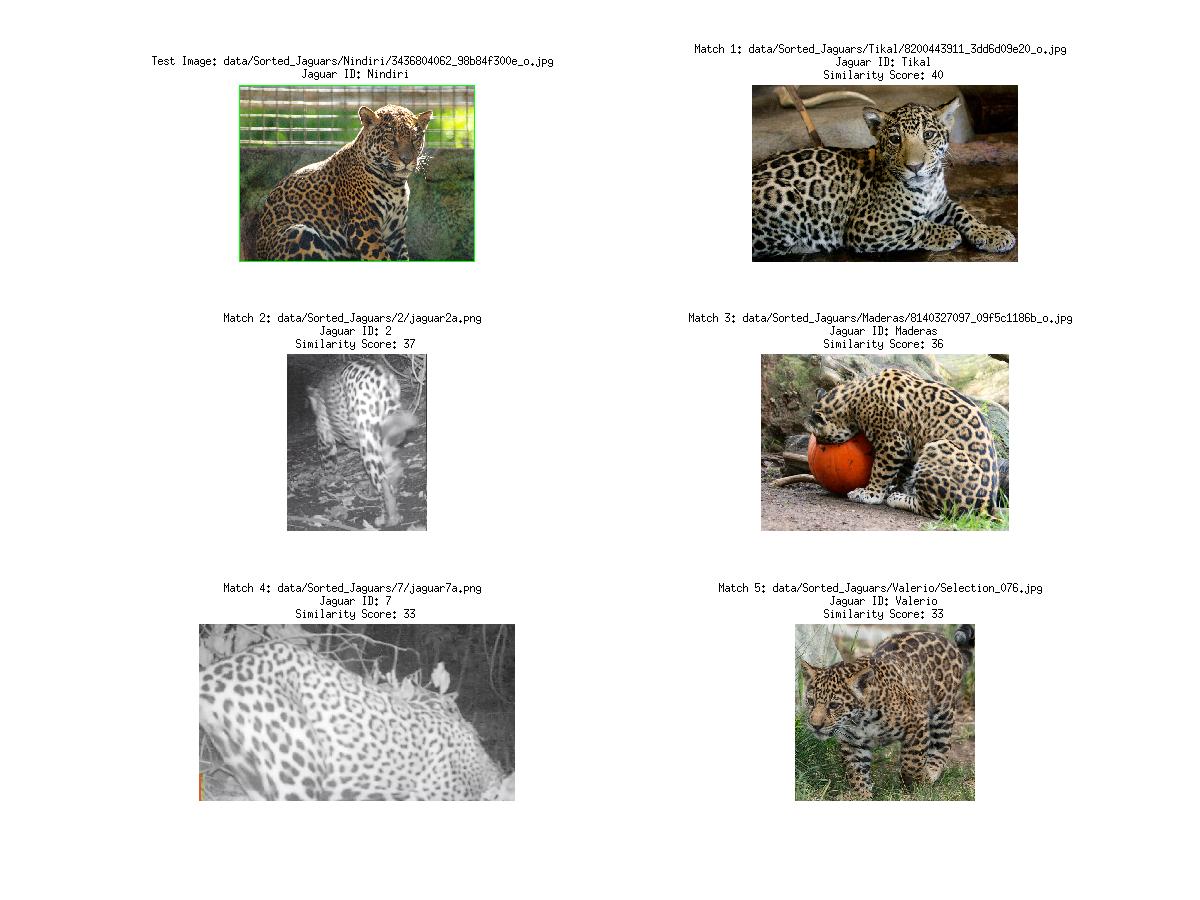 Test Image: data/Sorted_Jaguars/Nindiri/3436804062_98b84f300e_o.jpg
Jaguar ID: Nindiri
Match 1: data/Sorted_Jaguars/Tikal/8200443911_3dd6d09e20_o.jpg
Jaguar ID: Tikal
Similarity Score: 40
Match 2: data/Sorted_Jaguars/2/jaguar2a.png
Jaguar ID: 2
Similarity Score: 37
Match 3: data/Sorted_Jaguars/Maderas/8140327097_09f5c1186b_o.jpg
Jaguar ID: Maderas
Similarity Score: 36
Match 4: data/Sorted_Jaguars/7/jaguar7a.png
Jaguar ID: 7
Similarity Score: 33
Match 5: data/Sorted_Jaguars/Valerio/Selection_076.jpg
Jaguar ID: Valerio
Similarity Score: 33